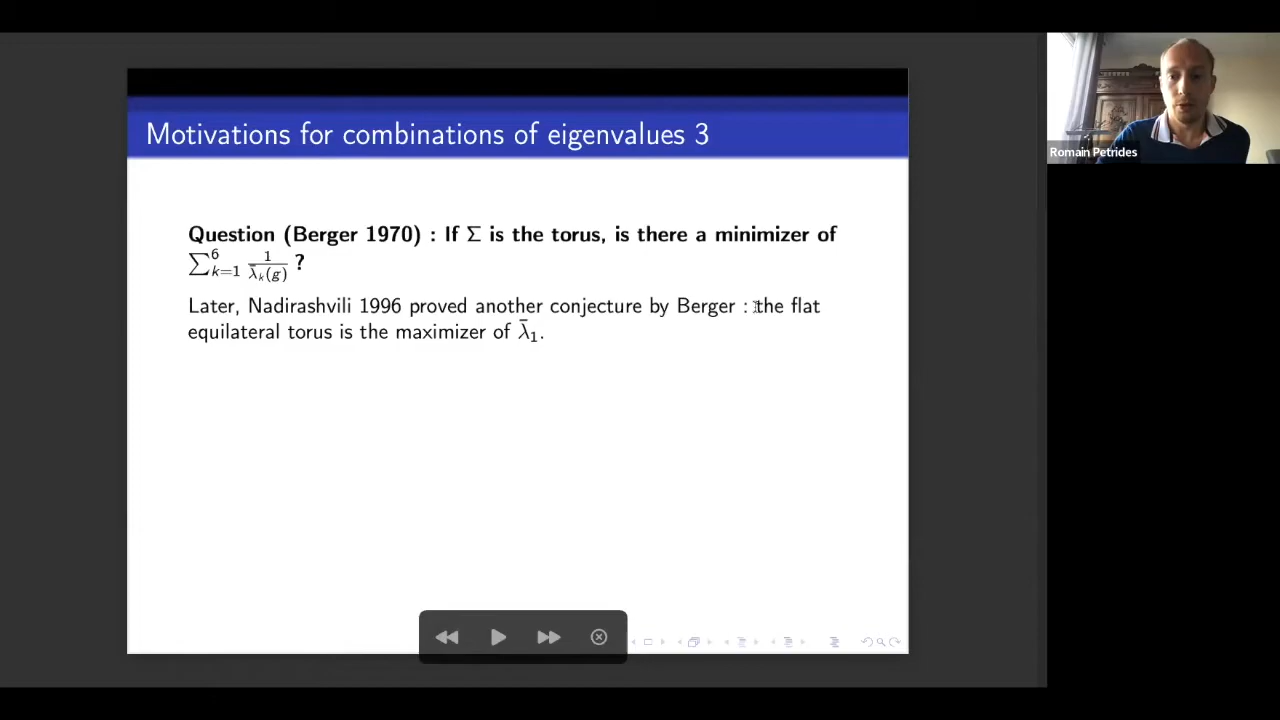 Motivations for combinations of eigenvalues 3
Question (Berger 1970) : If Σ is the torus, is there a minimizer of
∑_{k=1}^{6} 1/λ̄_k(g) ?
Later, Nadirashvili 1996 proved another conjecture by Berger : the flat
equilateral torus is the maximizer of λ̄₁.
Romain Petrides